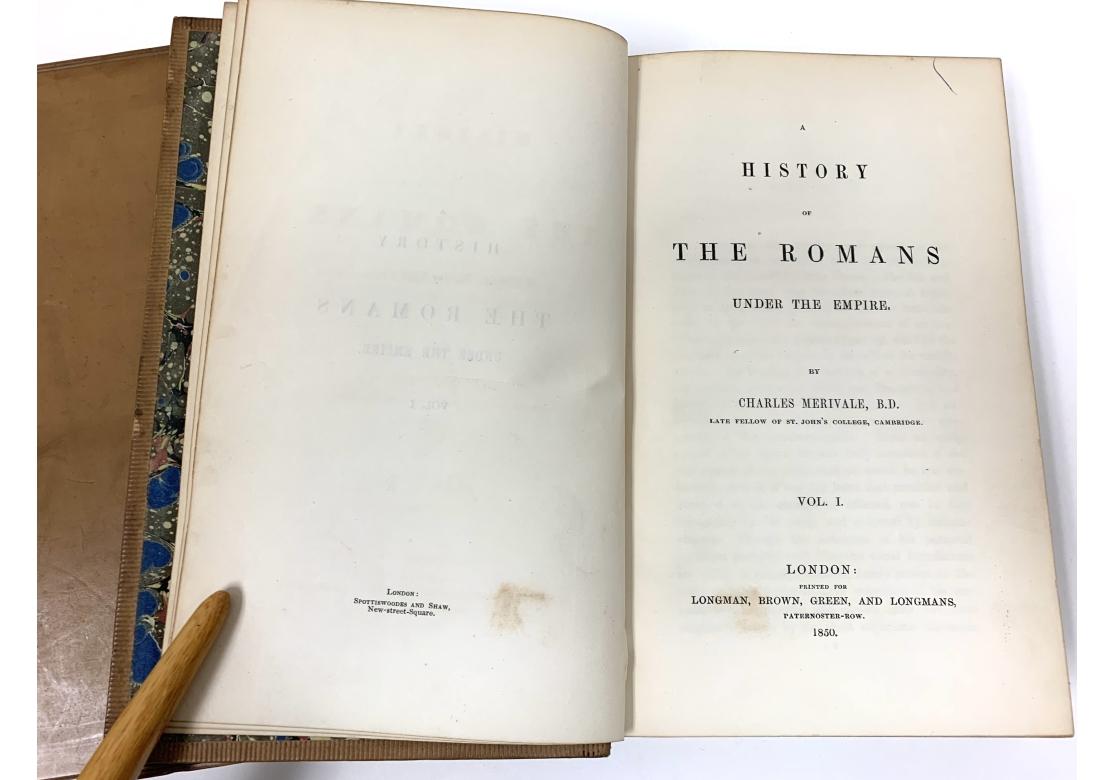 London:
Spottiswoodes and Shaw,
New-street-Square.
A
HISTORY
OF
THE ROMANS
UNDER THE EMPIRE.
BY
CHARLES MERIVALE, B.D.
LATE FELLOW OF ST. JOHN'S COLLEGE, CAMBRIDGE.
VOL. I.
LONDON:
PRINTED FOR
LONGMAN, BROWN, GREEN, AND LONGMANS,
PATERNOSTER-ROW.
1850.